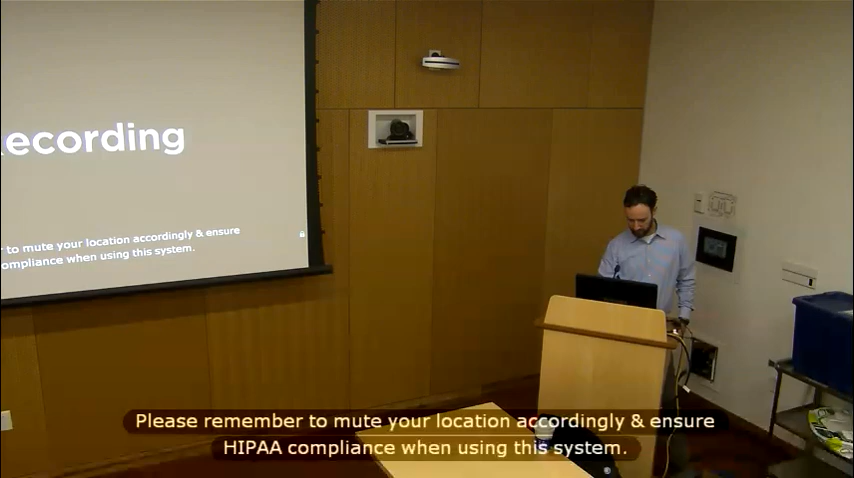 ecording
to mute your location accordingly & ensure
ompliance when using this system.
Please remember to mute your location accordingly & ensure
HIPAA compliance when using this system.